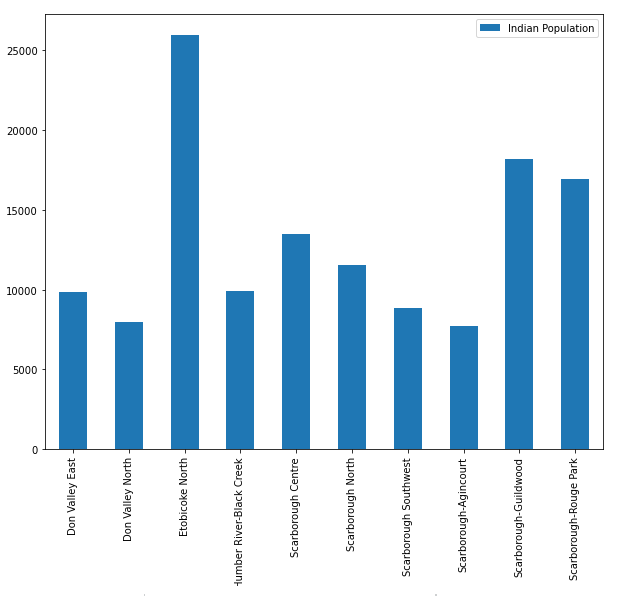 Indian Population
25000
20000
15000
10000
5000
0
Don Valley East
Don Valley North
Etobicoke North
Humber River-Black Creek
Scarborough Centre
Scarborough North
Scarborough Southwest
Scarborough-Agincourt
Scarborough-Guildwood
Scarborough-Rouge Park